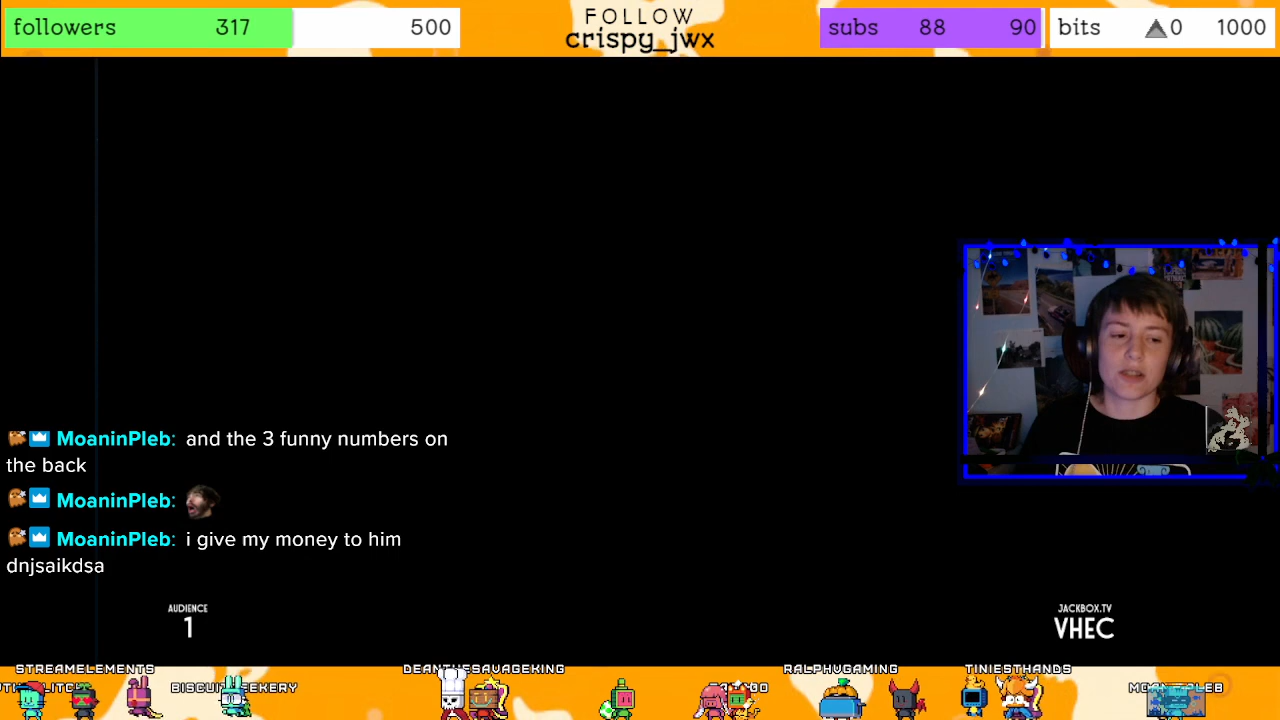 followers 317 500
FOLLOW
crispy_jwx
subs 88 90
bits 0 1000
MoaninPleb: and the 3 funny numbers on
the back
MoaninPleb:
MoaninPleb: i give my money to him
dnjsaikdsa
AUDIENCE
1
JACKBOX.TV
VHEC
STREAMELEMENTS
DEANTHESAVAGEKING
RALPHVGAMING
TINIESTHANDS